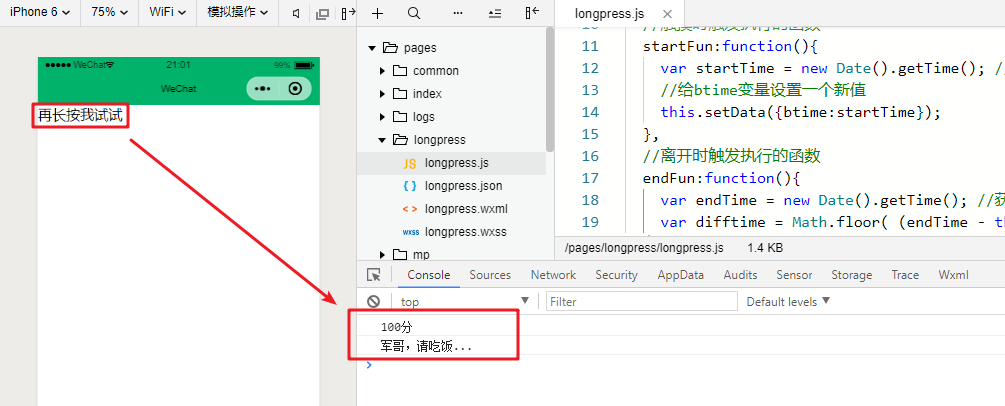 iPhone 6 75% WiFi 模拟操作
WeChat 21:01 99%
WeChat
再长按我试试
pages
common
index
logs
longpress
JS longpress.js
{ } longpress.json
< > longpress.wxml
wxss longpress.wxss
mp
longpress.js ×
10 //触摸时触发执行的函数
11 startFun:function(){
12 var startTime = new Date().getTime(); //
13 //给btime变量设置一个新值
14 this.setData({btime:startTime});
15 },
16 //离开时触发执行的函数
17 endFun:function(){
18 var endTime = new Date().getTime(); //获
19 var difftime = Math.floor( (endTime - th
/pages/longpress/longpress.js 1.4 KB
Console Sources Network Security AppData Audits Sensor Storage Trace Wxml
top Filter Default levels
100分
军哥，请吃饭...
>